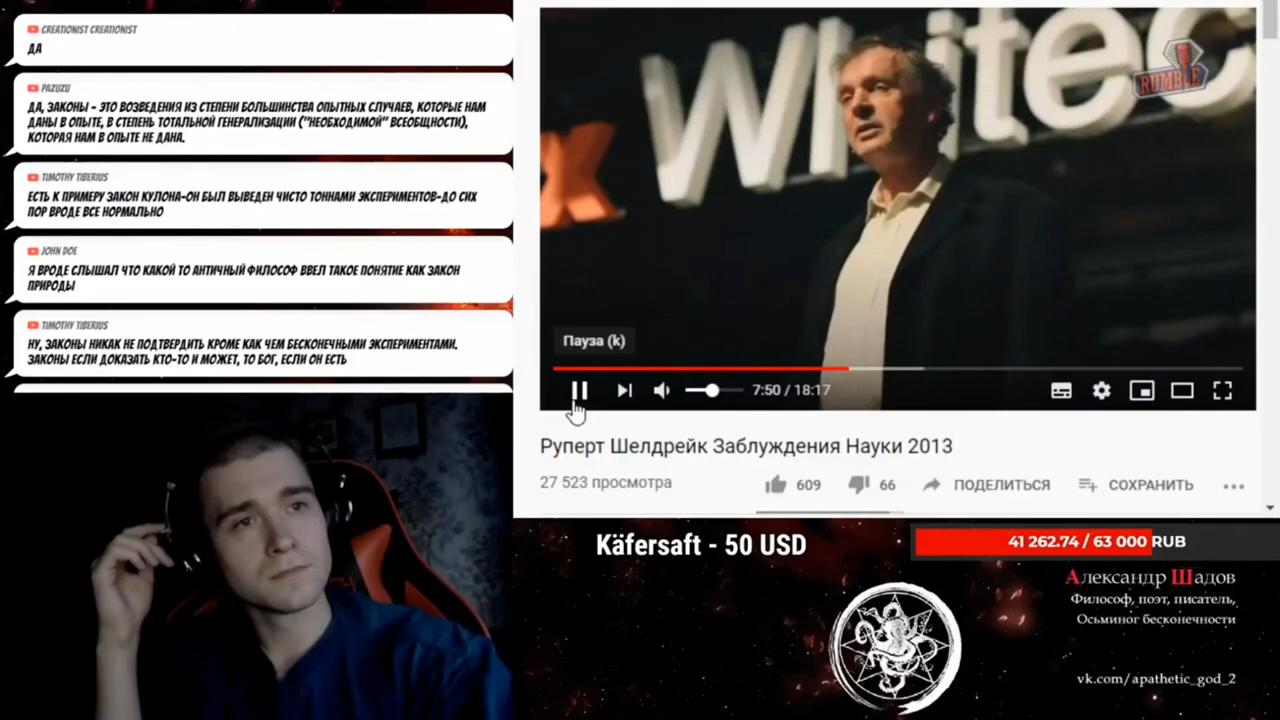 CREATIONIST CREATIONIST
ДА
PAZUZU
ДА, ЗАКОНЫ - ЭТО ВОЗВЕДЕНИЯ ИЗ СТЕПЕНИ БОЛЬШИНСТВА ОПЫТНЫХ СЛУЧАЕВ, КОТОРЫЕ НАМ
ДАНЫ В ОПЫТЕ, В СТЕПЕНЬ ТОТАЛЬНОЙ ГЕНЕРАЛИЗАЦИИ ("НЕОБХОДИМОЙ" ВСЕОБЩНОСТИ),
КОТОРАЯ НАМ В ОПЫТЕ НЕ ДАНА.
TIMOTHY TIBERIUS
ЕСТЬ К ПРИМЕРУ ЗАКОН КУЛОНА-ОН БЫЛ ВЫВЕДЕН ЧИСТО ТОННАМИ ЭКСПЕРИМЕНТОВ-ДО СИХ
ПОР ВРОДЕ ВСЕ НОРМАЛЬНО
JOHN DOE
Я ВРОДЕ СЛЫШАЛ ЧТО КАКОЙ ТО АНТИЧНЫЙ ФИЛОСОФ ВВЕЛ ТАКОЕ ПОНЯТИЕ КАК ЗАКОН
ПРИРОДЫ
TIMOTHY TIBERIUS
НУ, ЗАКОНЫ НИКАК НЕ ПОДТВЕРДИТЬ КРОМЕ КАК ЧЕМ БЕСКОНЕЧНЫМИ ЭКСПЕРИМЕНТАМИ.
ЗАКОНЫ ЕСЛИ ДОКАЗАТЬ КТО-ТО И МОЖЕТ, ТО БОГ, ЕСЛИ ОН ЕСТЬ
x Whitec
RUMBLE
Пауза (k)
7:50 / 18:17
Руперт Шелдрейк Заблуждения Науки 2013
27 523 просмотра
609
66
ПОДЕЛИТЬСЯ
СОХРАНИТЬ
Käfersaft - 50 USD
41 262.74 / 63 000 RUB
Александр Шадов
Философ, поэт, писатель,
Осьминог бесконечности
vk.com/apathetic_god_2